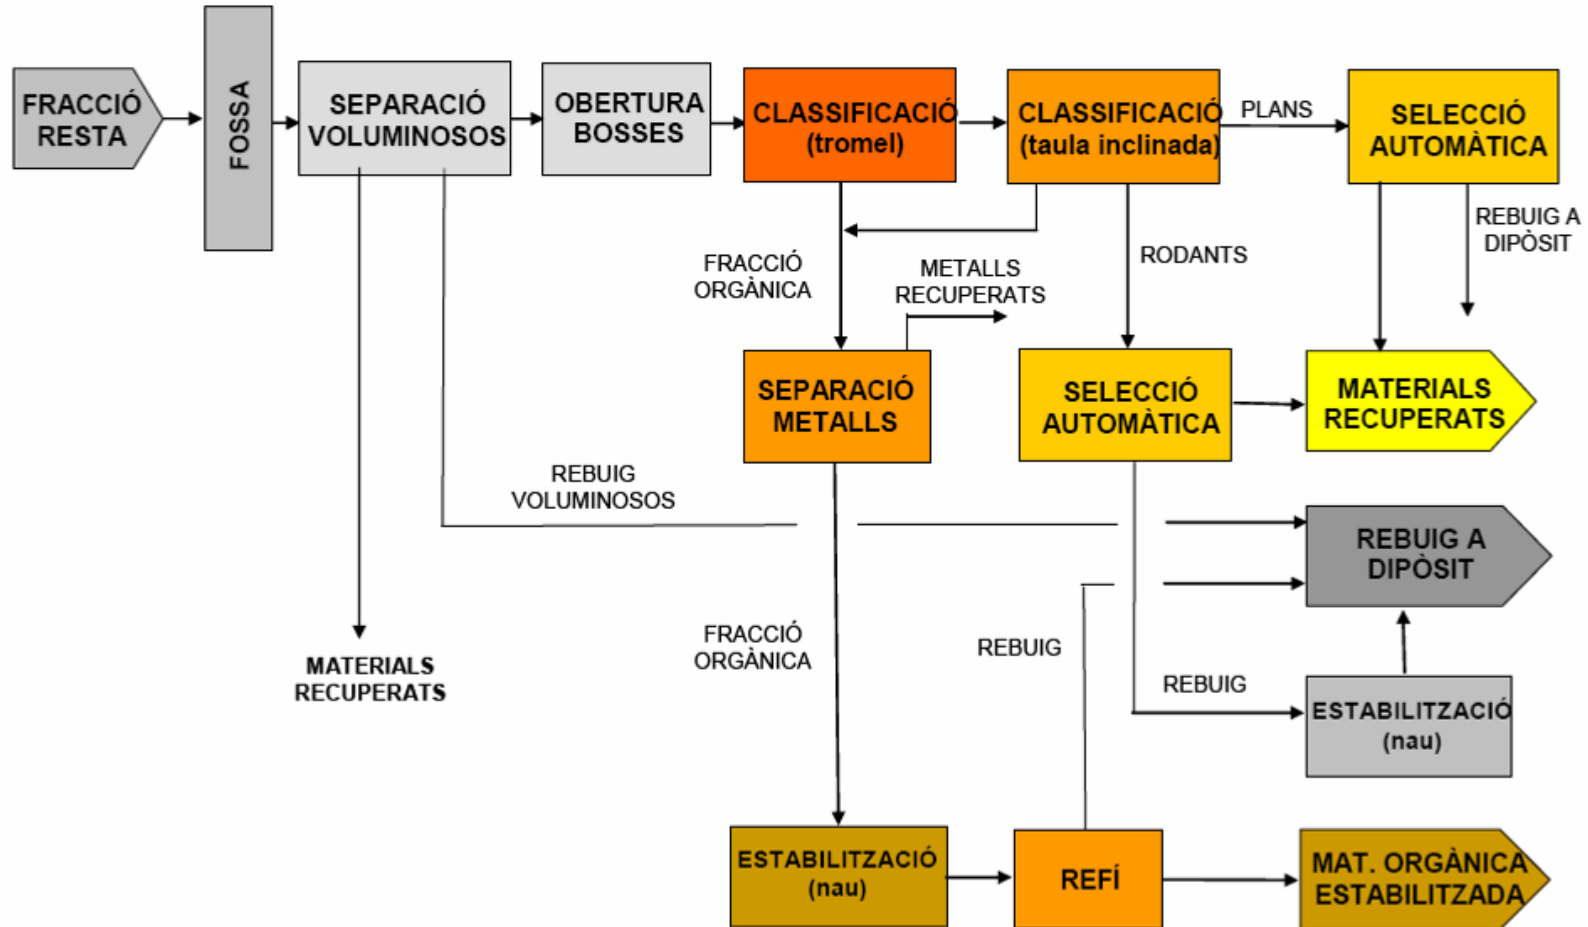 FRACCIÓ
RESTA
FOSSA
SEPARACIÓ
VOLUMINOSOS
OBERTURA
BOSSES
CLASSIFICACIÓ
(tromel)
CLASSIFICACIÓ
(taula inclinada)
PLANS
SELECCIÓ
AUTOMÀTICA
FRACCIÓ
ORGÀNICA
METALLS
RECUPERATS
RODANTS
REBUIG A
DIPÒSIT
SEPARACIÓ
METALLS
SELECCIÓ
AUTOMÀTICA
MATERIALS
RECUPERATS
REBUIG
VOLUMINOSOS
REBUIG A
DIPÒSIT
MATERIALS
RECUPERATS
FRACCIÓ
ORGÀNICA
REBUIG
REBUIG
ESTABILITZACIÓ
(nau)
ESTABILITZACIÓ
(nau)
REFÍ
MAT. ORGÀNICA
ESTABILITZADA